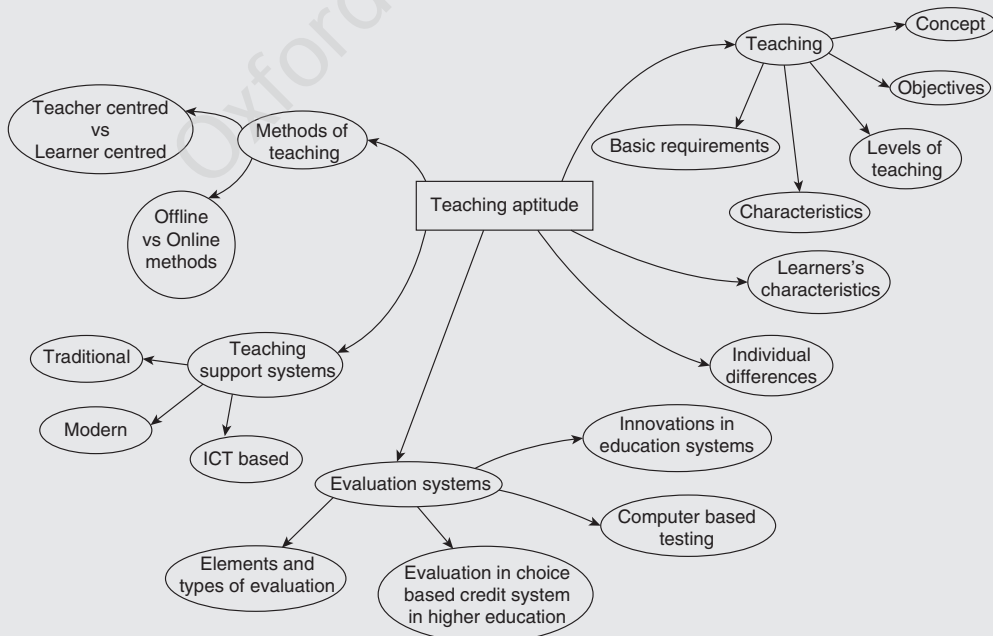 Oxford
Concept
Teaching
Objectives
Teacher centred
vs
Learner centred
Methods of
teaching
Basic requirements
Levels of
teaching
Teaching aptitude
Characteristics
Offline
vs Online
methods
Learners's
characteristics
Traditional
Teaching
support systems
Individual
differences
Modern
ICT based
Innovations in
education systems
Evaluation systems
Computer based
testing
Elements and
types of evaluation
Evaluation in choice
based credit system
in higher education